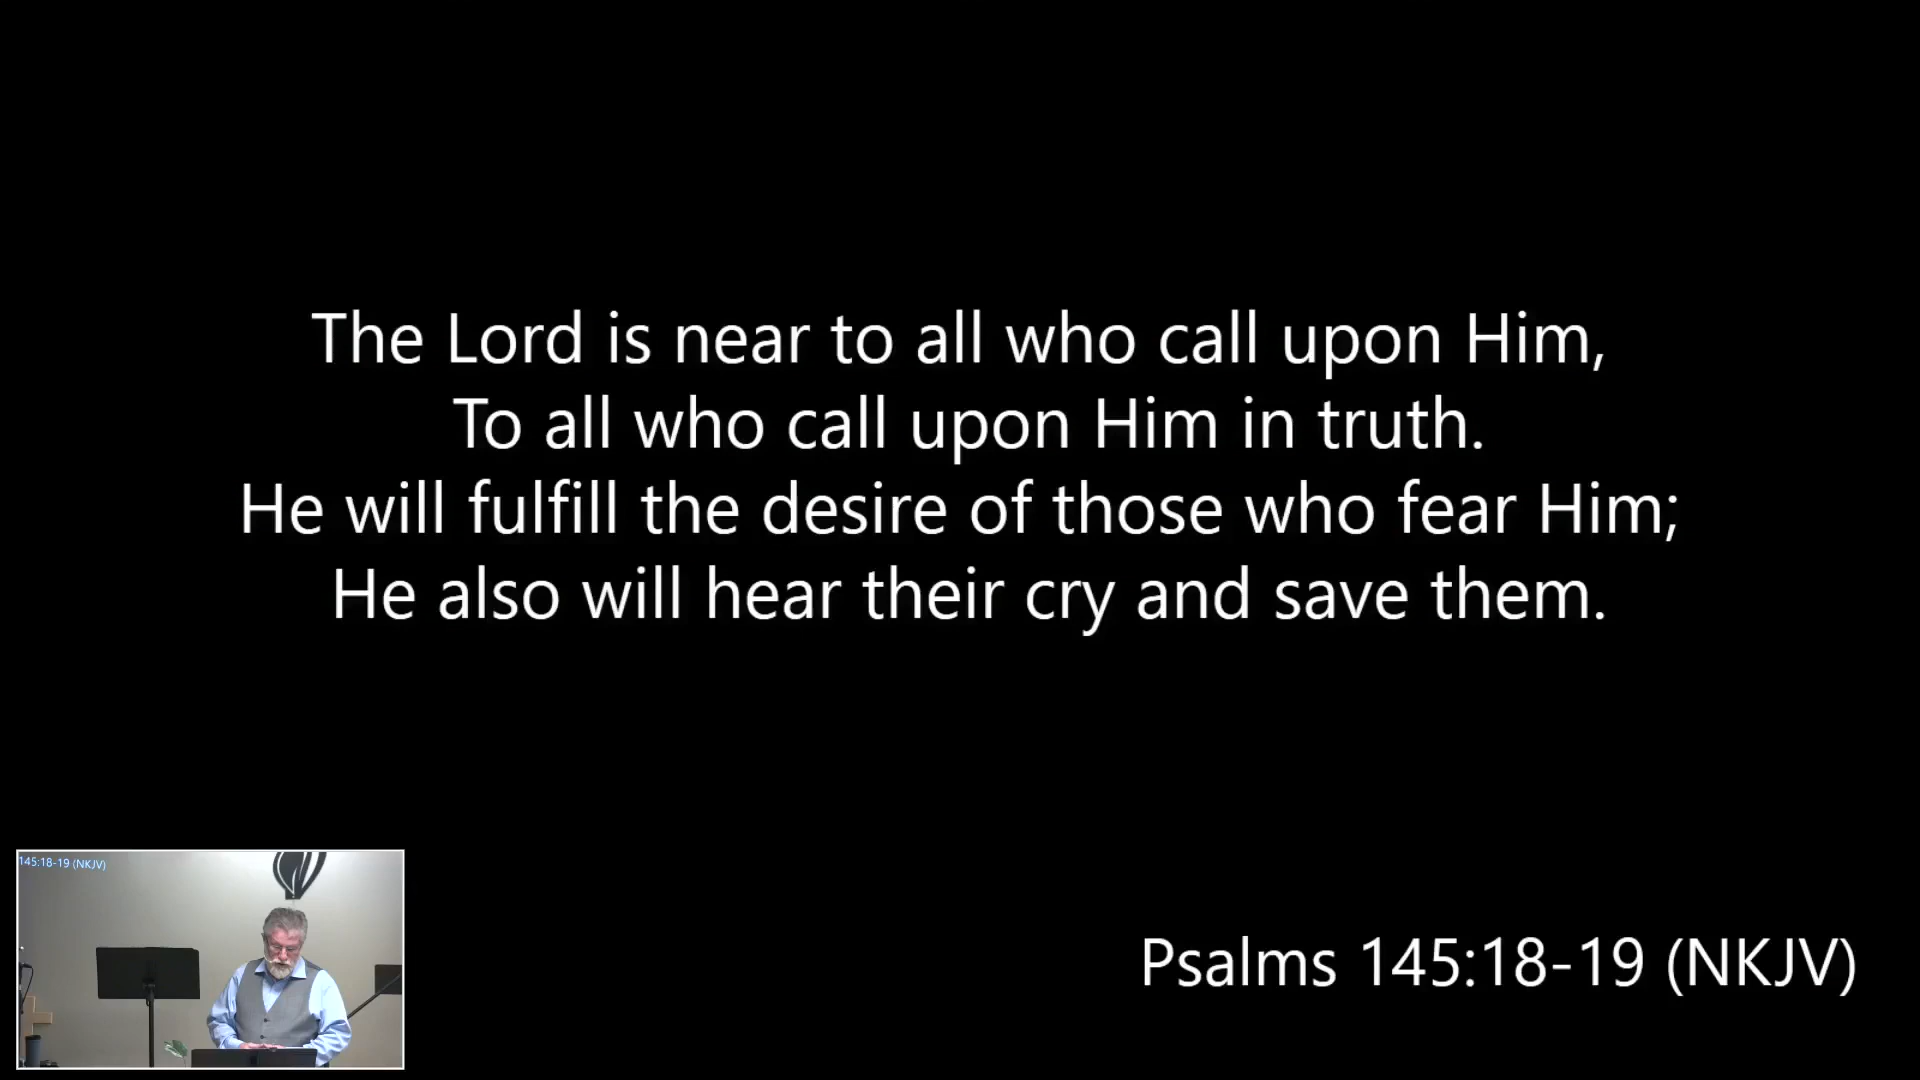 The Lord is near to all who call upon Him,
To all who call upon Him in truth.
He will fulfill the desire of those who fear Him;
He also will hear their cry and save them.
Psalms 145:18-19 (NKJV)
145:18-19 (NKJV)